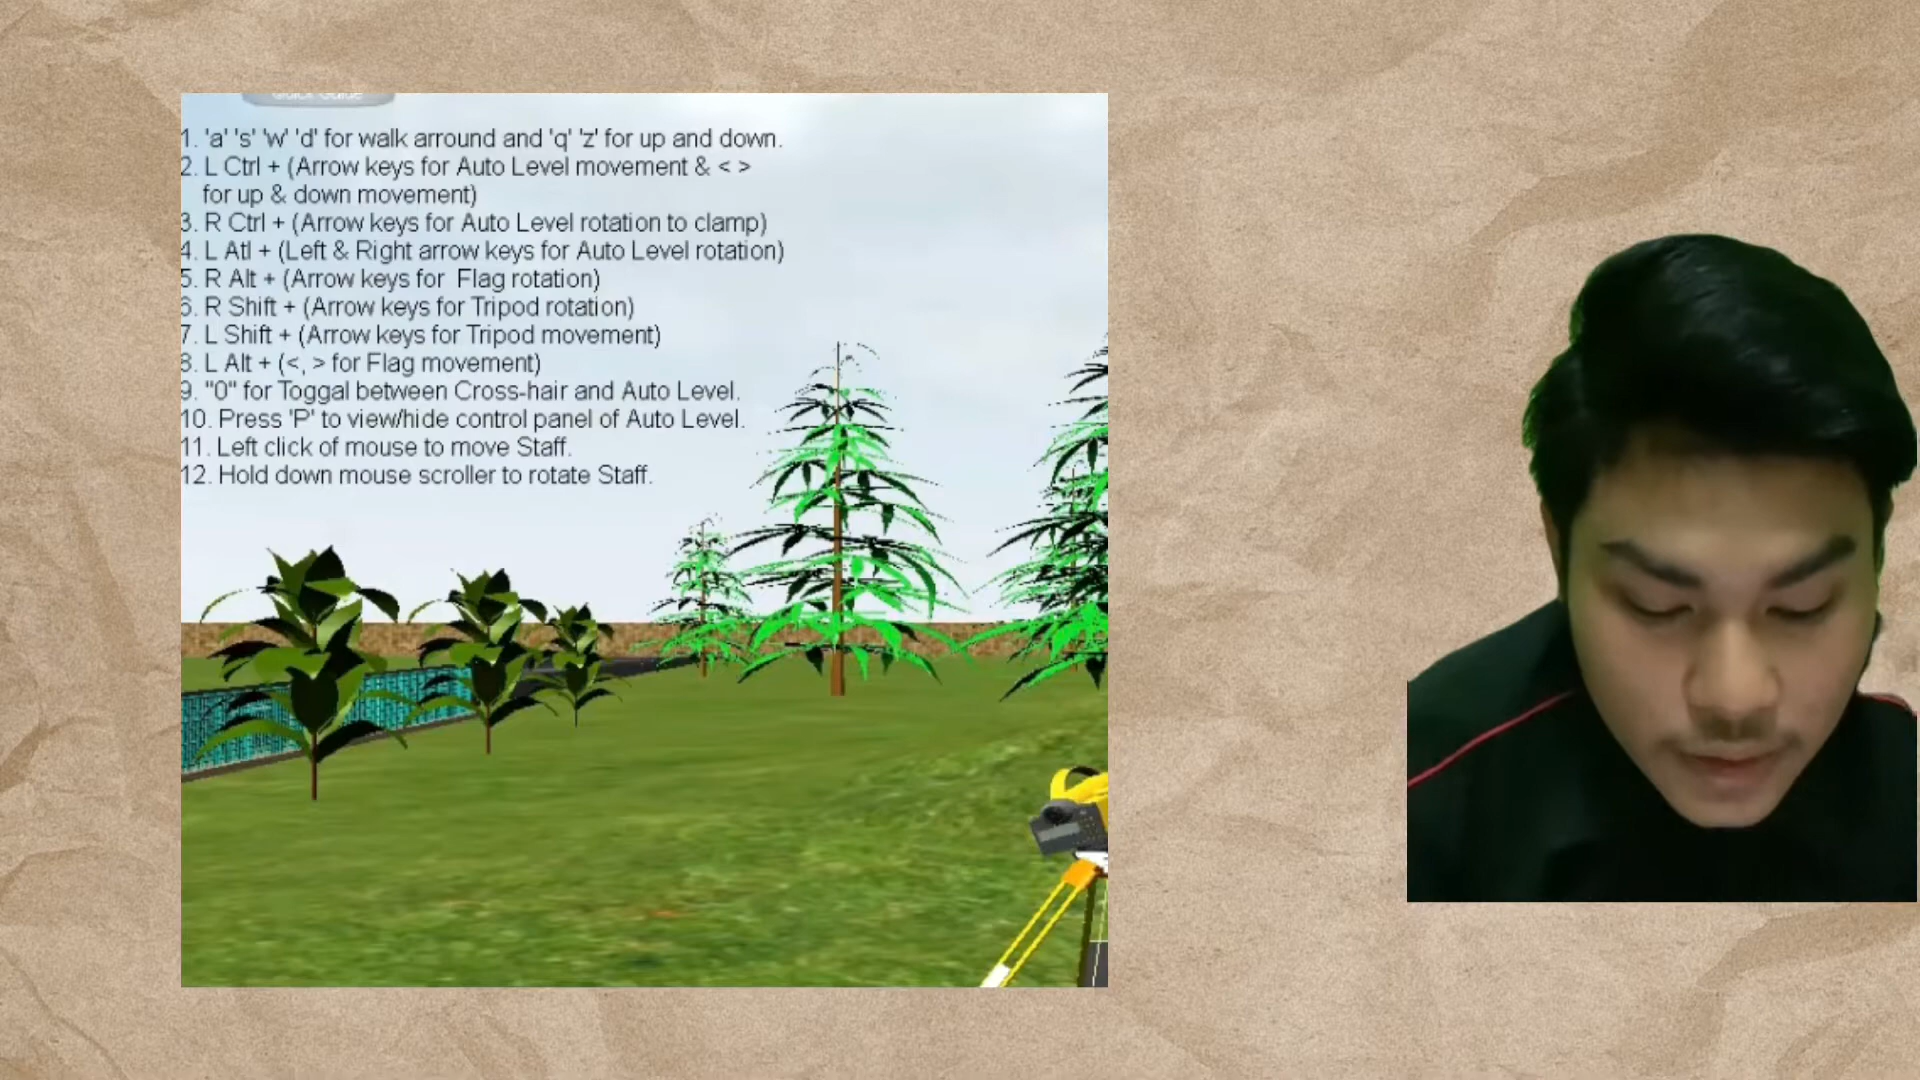 Quick Guide
1. 'a' 's' 'w' 'd' for walk arround and 'q' 'z' for up and down.
2. L Ctrl + (Arrow keys for Auto Level movement & < >
for up & down movement)
3. R Ctrl + (Arrow keys for Auto Level rotation to clamp)
4. L Atl + (Left & Right arrow keys for Auto Level rotation)
5. R Alt + (Arrow keys for  Flag rotation)
6. R Shift + (Arrow keys for Tripod rotation)
7. L Shift + (Arrow keys for Tripod movement)
8. L Alt + (<, > for Flag movement)
9. "0" for Toggal between Cross-hair and Auto Level.
10. Press 'P' to view/hide control panel of Auto Level.
11. Left click of mouse to move Staff.
12. Hold down mouse scroller to rotate Staff.